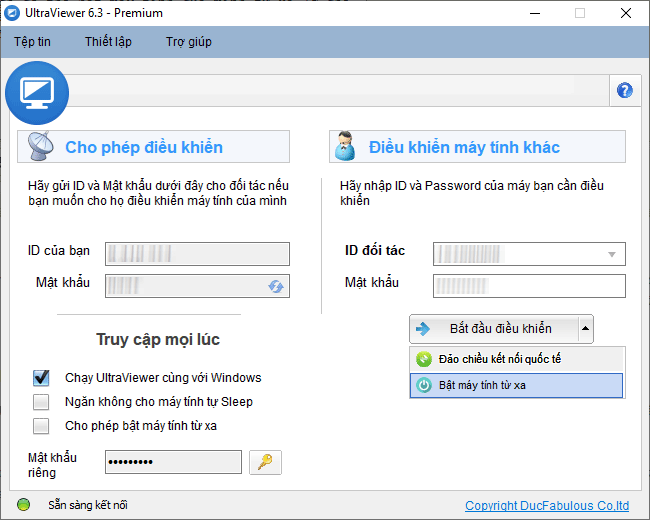 UltraViewer 6.3 - Premium
Tệp tin
Thiết lập
Trợ giúp
Cho phép điều khiển
Hãy gửi ID và Mật khẩu dưới đây cho đối tác nếu
bạn muốn cho họ điều khiển máy tính của mình
ID của bạn
Mật khẩu
Điều khiển máy tính khác
Hãy nhập ID và Password của máy bạn cần điều
khiển
ID đối tác
Mật khẩu
Bắt đầu điều khiển
Đảo chiều kết nối quốc tế
Bật máy tính từ xa
Truy cập mọi lúc
Chạy UltraViewer cùng với Windows
Ngăn không cho máy tính tự Sleep
Cho phép bật máy tính từ xa
Mật khẩu
riêng
Sẵn sàng kết nối
Copyright DucFabulous Co,ltd